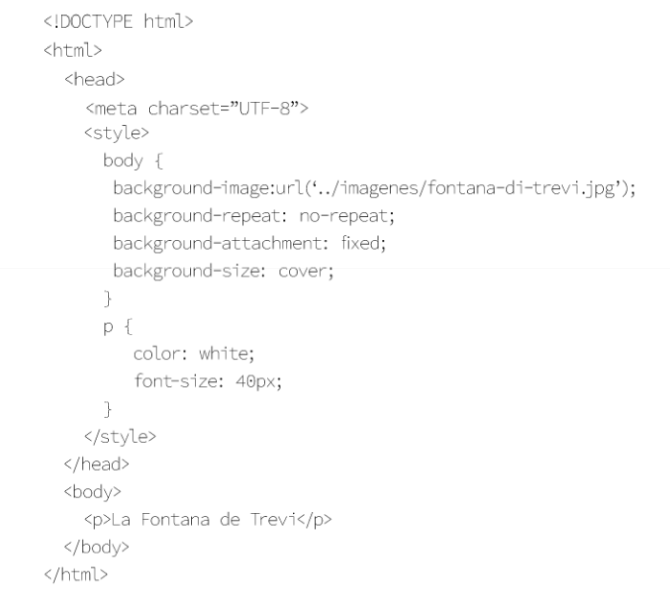 <!DOCTYPE html>
<html>
<head>
<meta charset=”UTF-8”>
<style>
body {
background-image:url(‘../imagenes/fontana-di-trevi.jpg’);
background-repeat: no-repeat;
background-attachment: fixed;
background-size: cover;
}
p {
color: white;
font-size: 40px;
}
</style>
</head>
<body>
<p>La Fontana de Trevi</p>
</body>
</html>